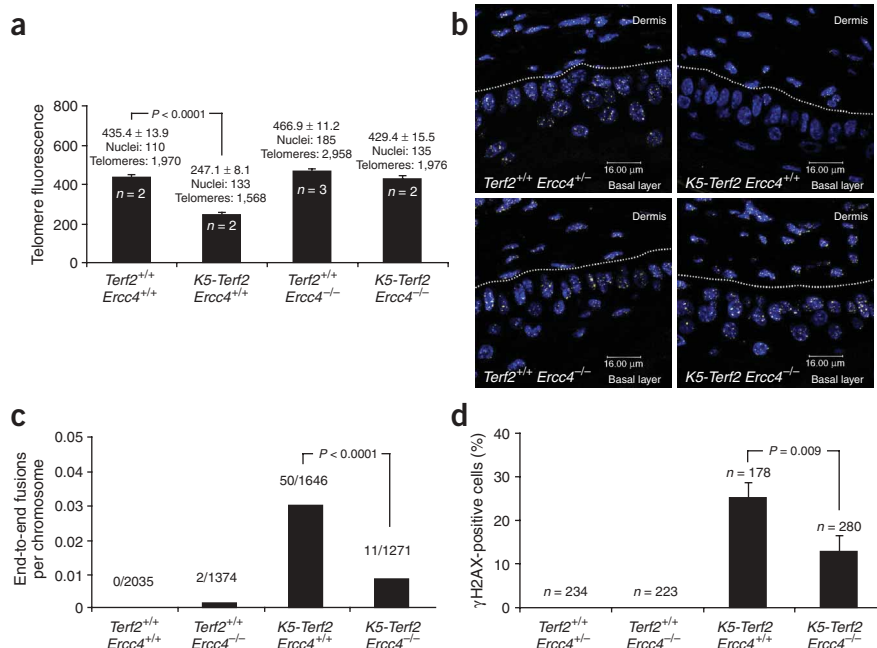 a
Telomere fluorescence
800
600
400
200
0
P < 0.0001
435.4 ± 13.9
Nuclei: 110
Telomeres: 1,970
n = 2
247.1 ± 8.1
Nuclei: 133
Telomeres: 1,568
n = 2
466.9 ± 11.2
Nuclei: 185
Telomeres: 2,958
n = 3
429.4 ± 15.5
Nuclei: 135
Telomeres: 1,976
n = 2
Terf2+/+
Ercc4+/+
K5-Terf2
Ercc4+/+
Terf2+/+
Ercc4−/−
K5-Terf2
Ercc4−/−
b
Dermis
16.00 µm
Terf2+/+ Ercc4+/−
Basal layer
Dermis
16.00 µm
K5-Terf2 Ercc4+/+
Basal layer
Dermis
16.00 µm
Terf2+/+ Ercc4−/−
Basal layer
Dermis
16.00 µm
K5-Terf2 Ercc4−/−
Basal layer
c
End-to-end fusions
per chromosome
0.05
0.04
0.03
0.02
0.01
0
P < 0.0001
0/2035
2/1374
50/1646
11/1271
Terf2+/+
Ercc4+/+
Terf2+/+
Ercc4−/−
K5-Terf2
Ercc4+/+
K5-Terf2
Ercc4−/−
d
γH2AX-positive cells (%)
40
30
20
10
0
P = 0.009
n = 234
n = 223
n = 178
n = 280
Terf2+/+
Ercc4+/−
Terf2+/+
Ercc4−/−
K5-Terf2
Ercc4+/+
K5-Terf2
Ercc4−/−